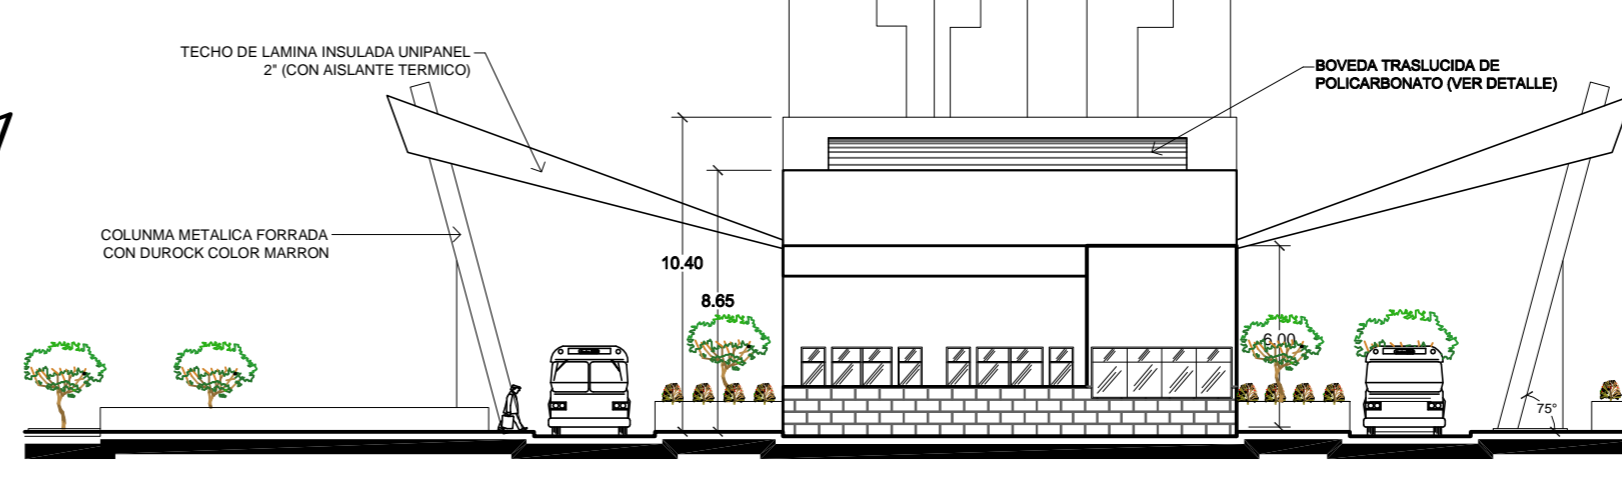 TECHO DE LAMINA INSULADA UNIPANEL
2" (CON AISLANTE TERMICO)
BOVEDA TRASLUCIDA DE
POLICARBONATO (VER DETALLE)
COLUNMA METALICA FORRADA
CON DUROCK COLOR MARRON
10.40
8.65
6.00
75°